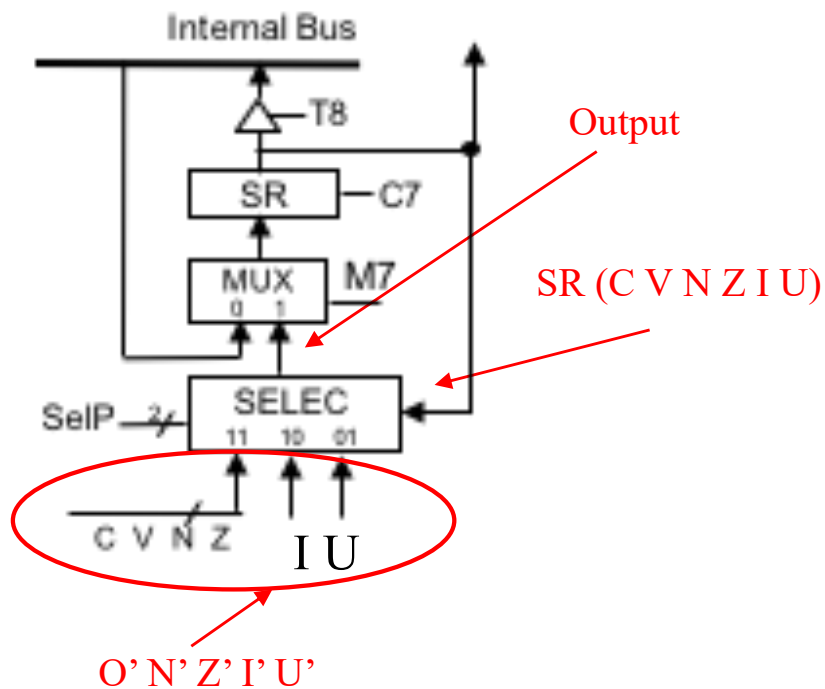 Internal Bus
T8
Output
SR
C7
MUX
M7
0 1
SR (C V N Z I U)
SELEC
SelP
2
11 10 01
C V N Z
I U
O’ N’ Z’ I’ U'